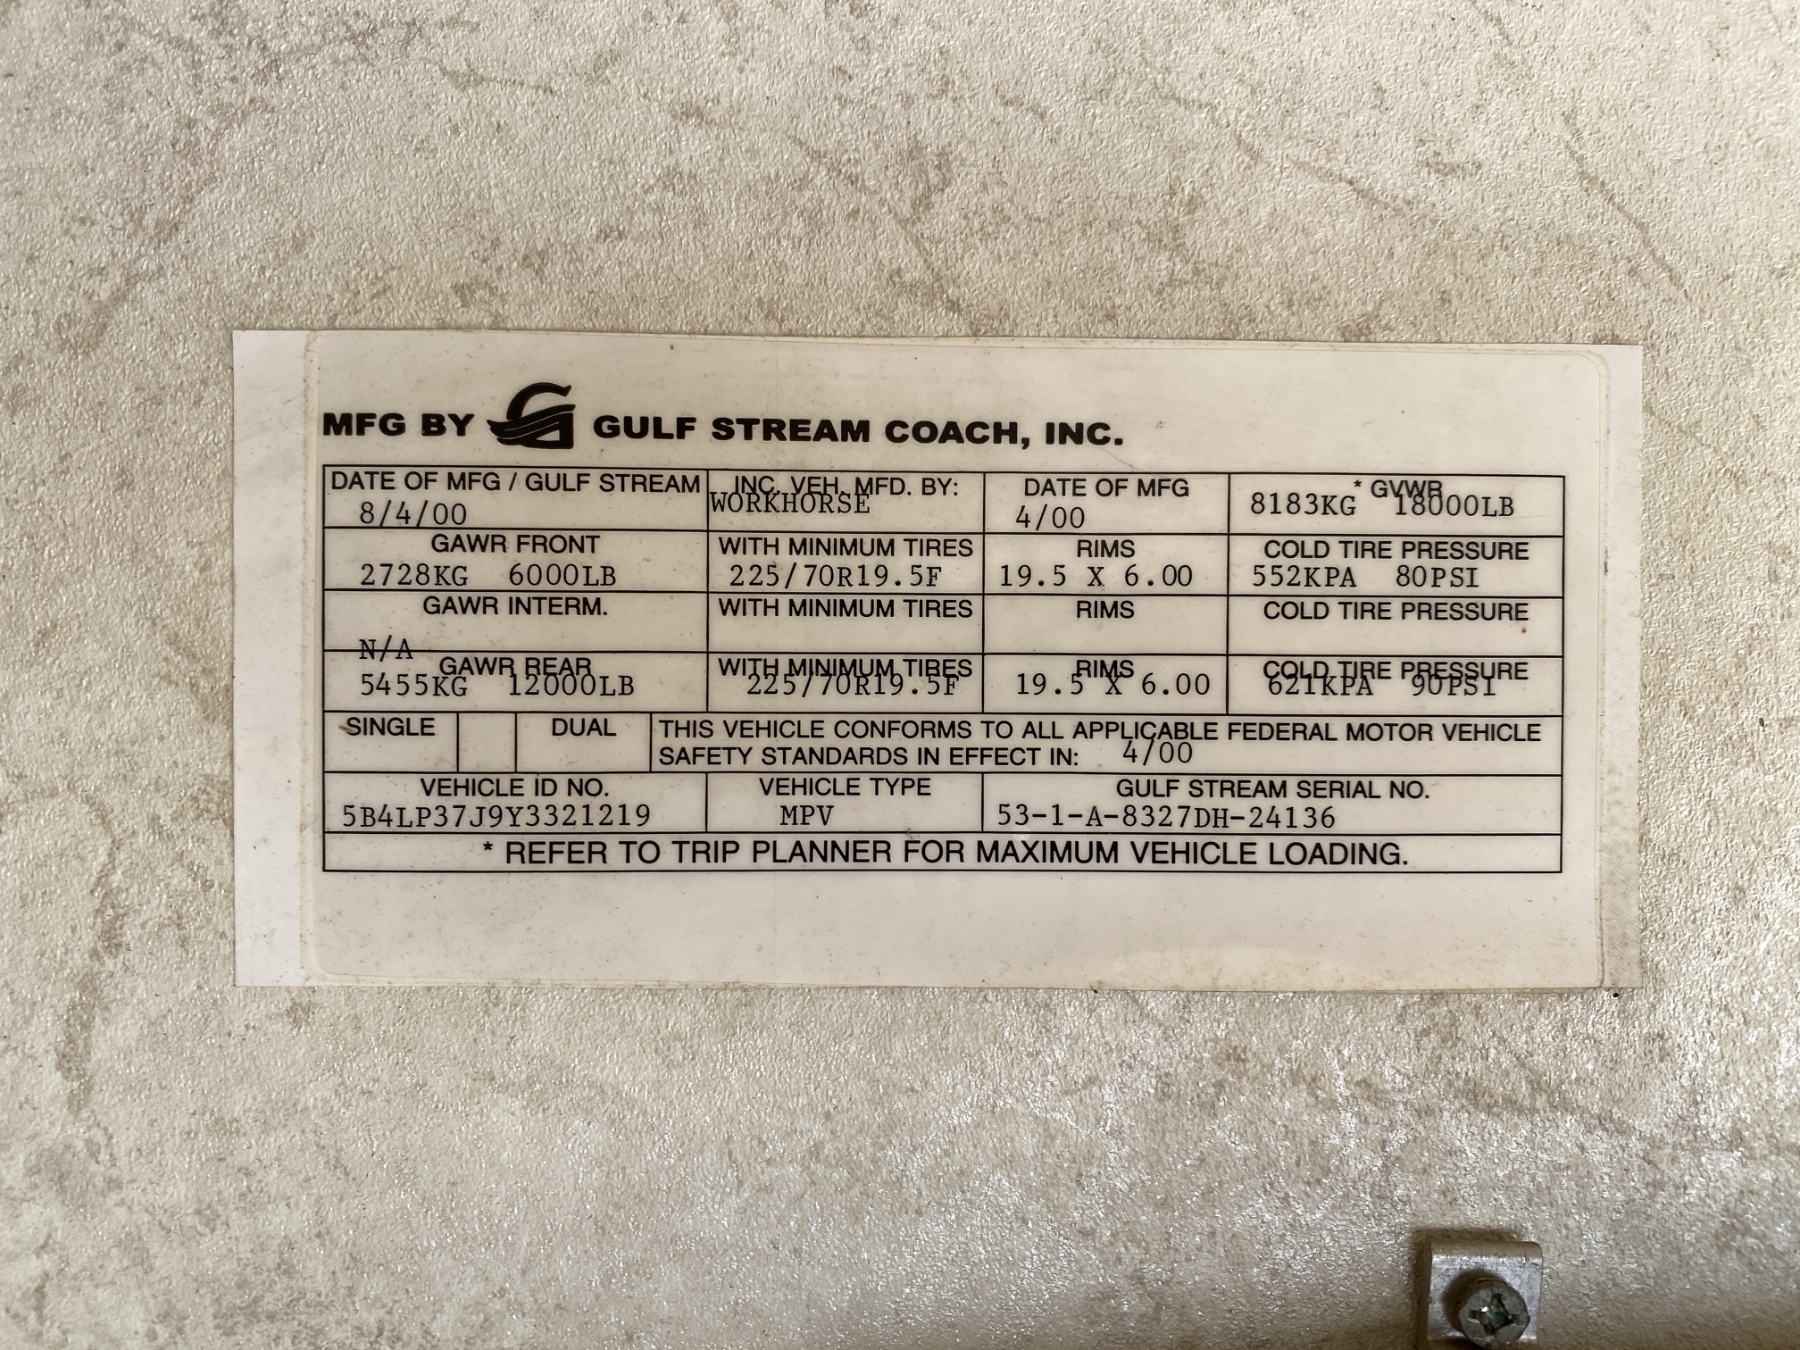 MFG BY GULF STREAM COACH, INC.
DATE OF MFG / GULF STREAM INC. VEH. MFD. BY: DATE OF MFG * GVWR
8/4/00 WORKHORSE 4/00 8183KG 18000LB
GAWR FRONT WITH MINIMUM TIRES RIMS COLD TIRE PRESSURE
2728KG 6000LB 225/70R19.5F 19.5 X 6.00 552KPA 80PSI
GAWR INTERM. WITH MINIMUM TIRES RIMS COLD TIRE PRESSURE
N/A
GAWR REAR WITH MINIMUM TIRES RIMS COLD TIRE PRESSURE
5455KG 12000LB 225/70R19.5F 19.5 X 6.00 621KPA 90PSI
SINGLE DUAL THIS VEHICLE CONFORMS TO ALL APPLICABLE FEDERAL MOTOR VEHICLE
SAFETY STANDARDS IN EFFECT IN: 4/00
VEHICLE ID NO. VEHICLE TYPE GULF STREAM SERIAL NO.
5B4LP37J9Y3321219 MPV 53-1-A-8327DH-24136
* REFER TO TRIP PLANNER FOR MAXIMUM VEHICLE LOADING.